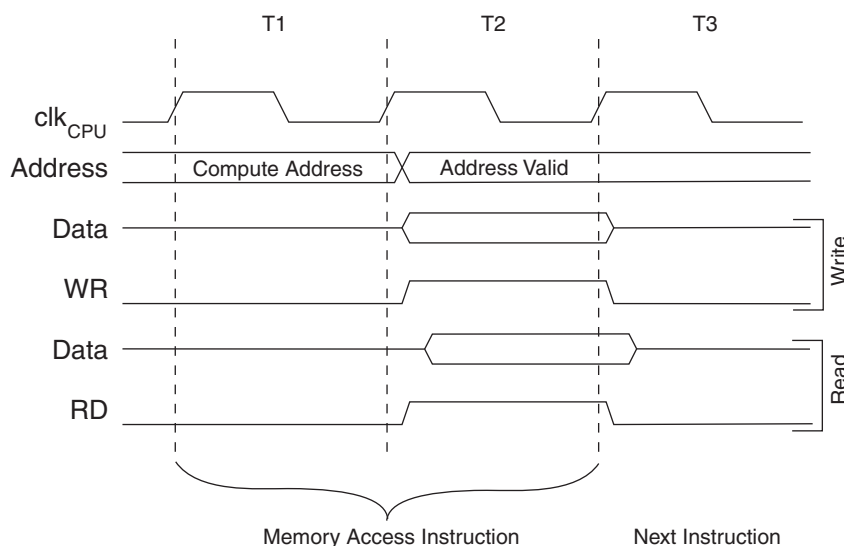 T1 T2 T3
clkCPU
Address Compute Address Address Valid
Data
WR
Write
Data
RD
Read
Memory Access Instruction Next Instruction